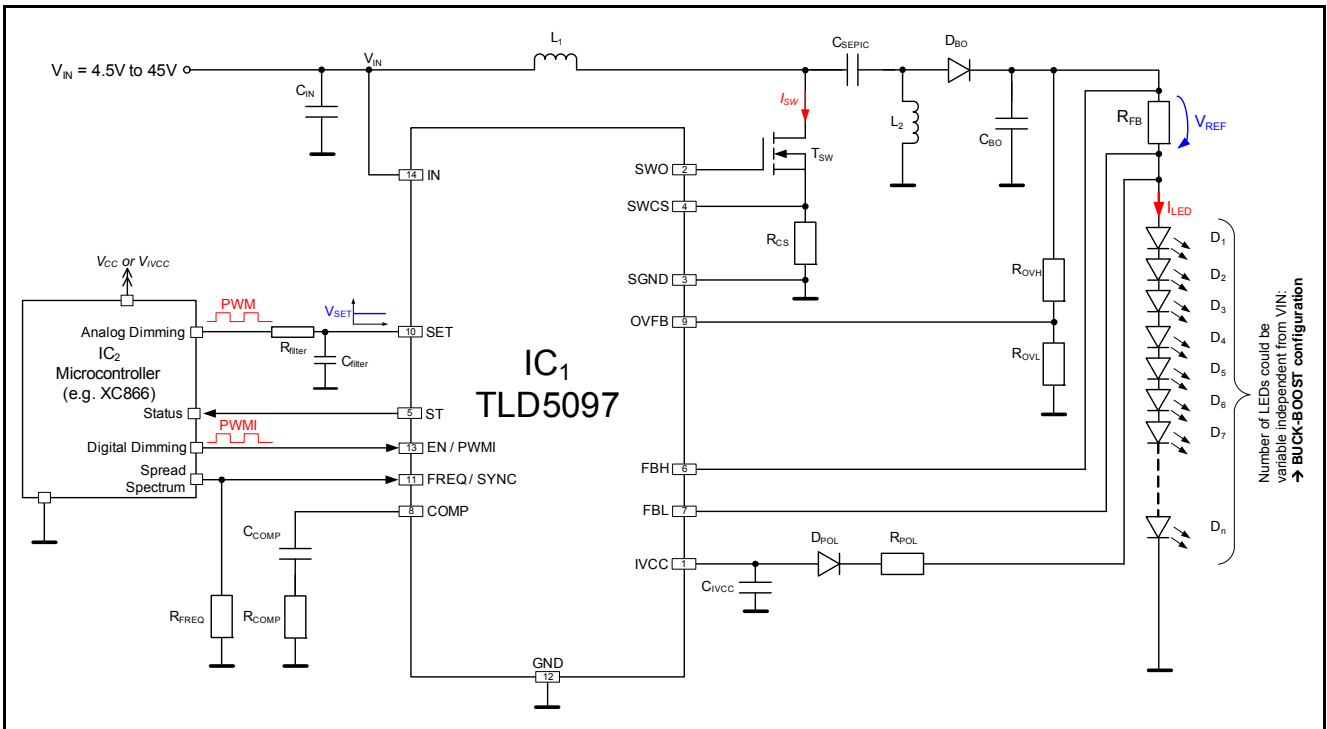 L1
CSEPIC
DBO
VIN = 4.5V to 45V
VIN
CIN
ISW
L2
CBO
RFB
VREF
TSW
14 IN
SWO 2
SWCS 4
RCS
SGND 3
ILED
ROVH
OVFB 9
ROVL
D1
D2
D3
D4
D5
D6
D7
Dn
Number of LEDs could be
variable independent from VIN:
→ BUCK-BOOST configuration
VCC or VIVCC
PWM
VSET
Analog Dimming
Rfilter
Cfilter
10 SET
IC2
Microcontroller
(e.g. XC866)
IC1
TLD5097
Status
5 ST
PWMI
Digital Dimming
13 EN / PWMI
Spread
Spectrum
11 FREQ / SYNC
8 COMP
FBH 6
FBL 7
IVCC 1
CCOMP
DPOL
RPOL
CIVCC
RFREQ
RCOMP
GND
12